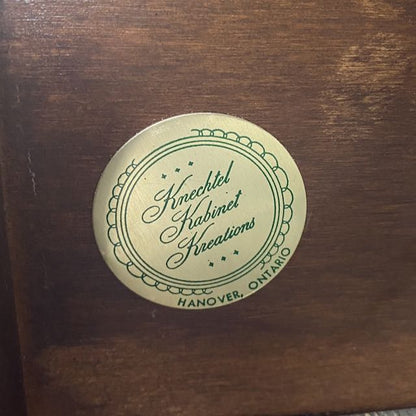 Knechtel
Kabinet
Kreations
HANOVER, ONTARIO